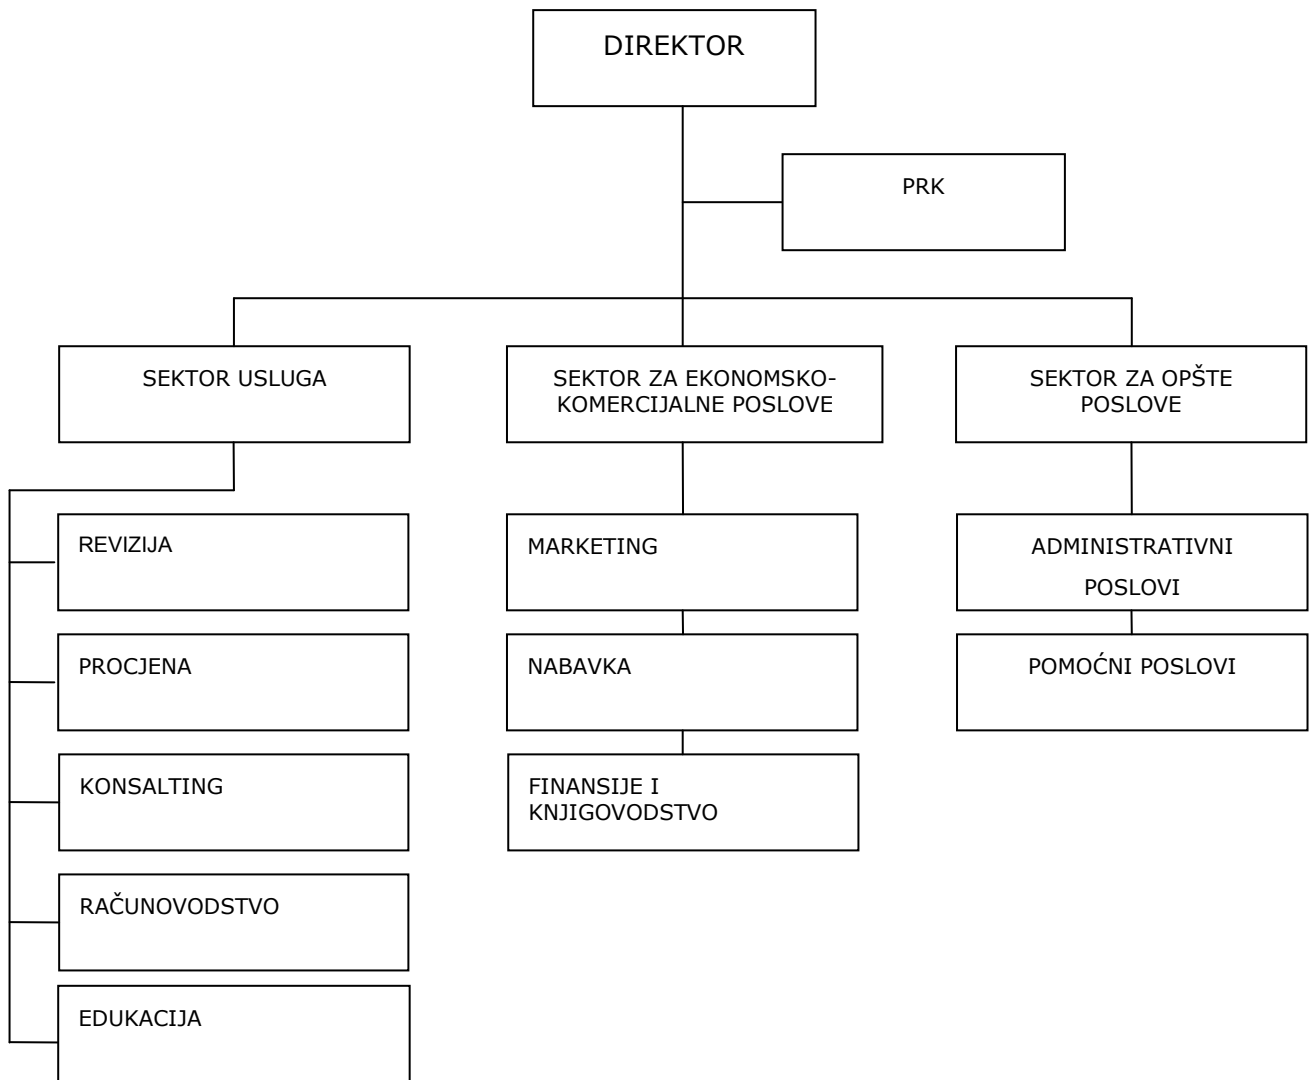 DIREKTOR
PRK
SEKTOR USLUGA
SEKTOR ZA EKONOMSKO-
KOMERCIJALNE POSLOVE
SEKTOR ZA OPŠTE
POSLOVE
REVIZIJA
PROCJENA
KONSALTING
RAČUNOVODSTVO
EDUKACIJA
MARKETING
NABAVKA
FINANSIJE I
KNJIGOVODSTVO
ADMINISTRATIVNI
POSLOVI
POMOĆNI POSLOVI